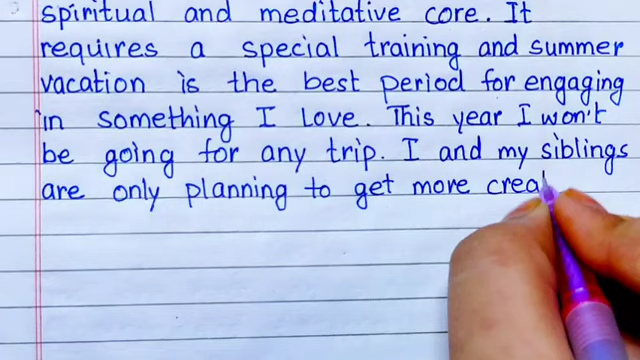 spiritual and meditative core. It
requires a special training and summer
vacation is the best period for engaging
in something I love. This year I won't
be going for any trip. I and my siblings
are only planning to get more crea